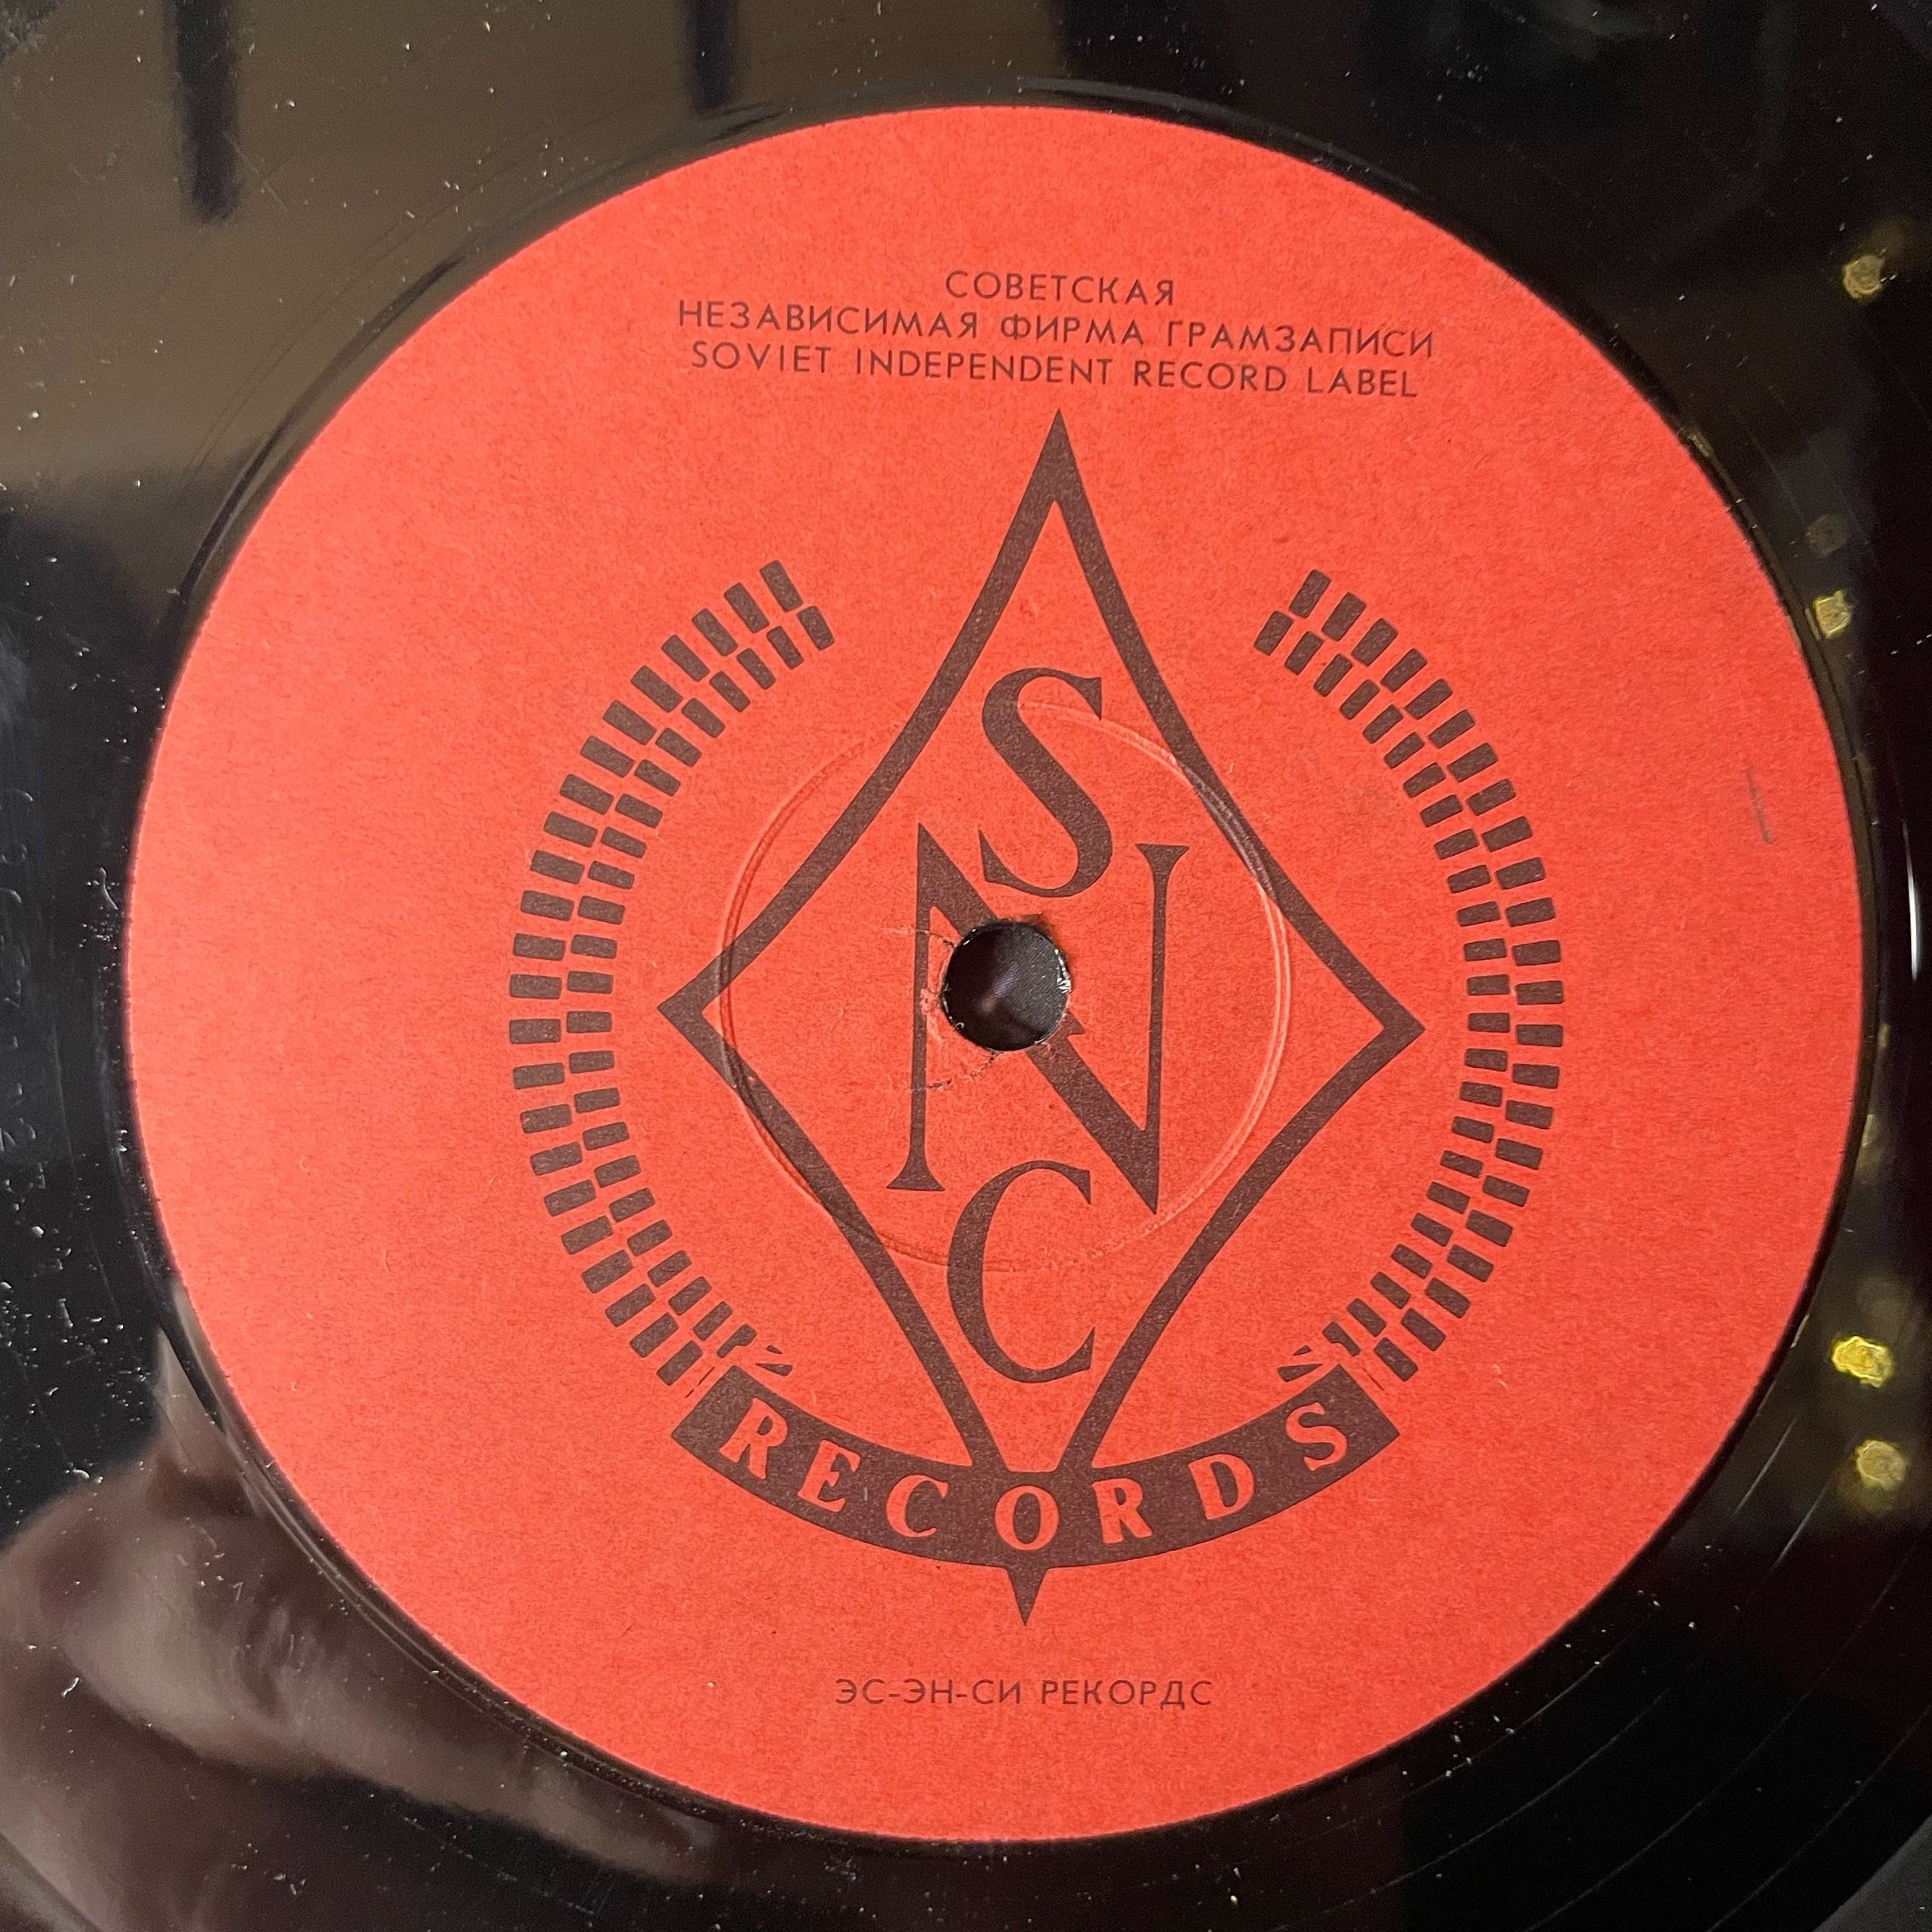 СОВЕТСКАЯ
НЕЗАВИСИМАЯ ФИРМА ГРАМЗАПИСИ
SOVIET INDEPENDENT RECORD LABEL
S
N
C
RECORDS
ЭС-ЭН-СИ РЕКОРДС